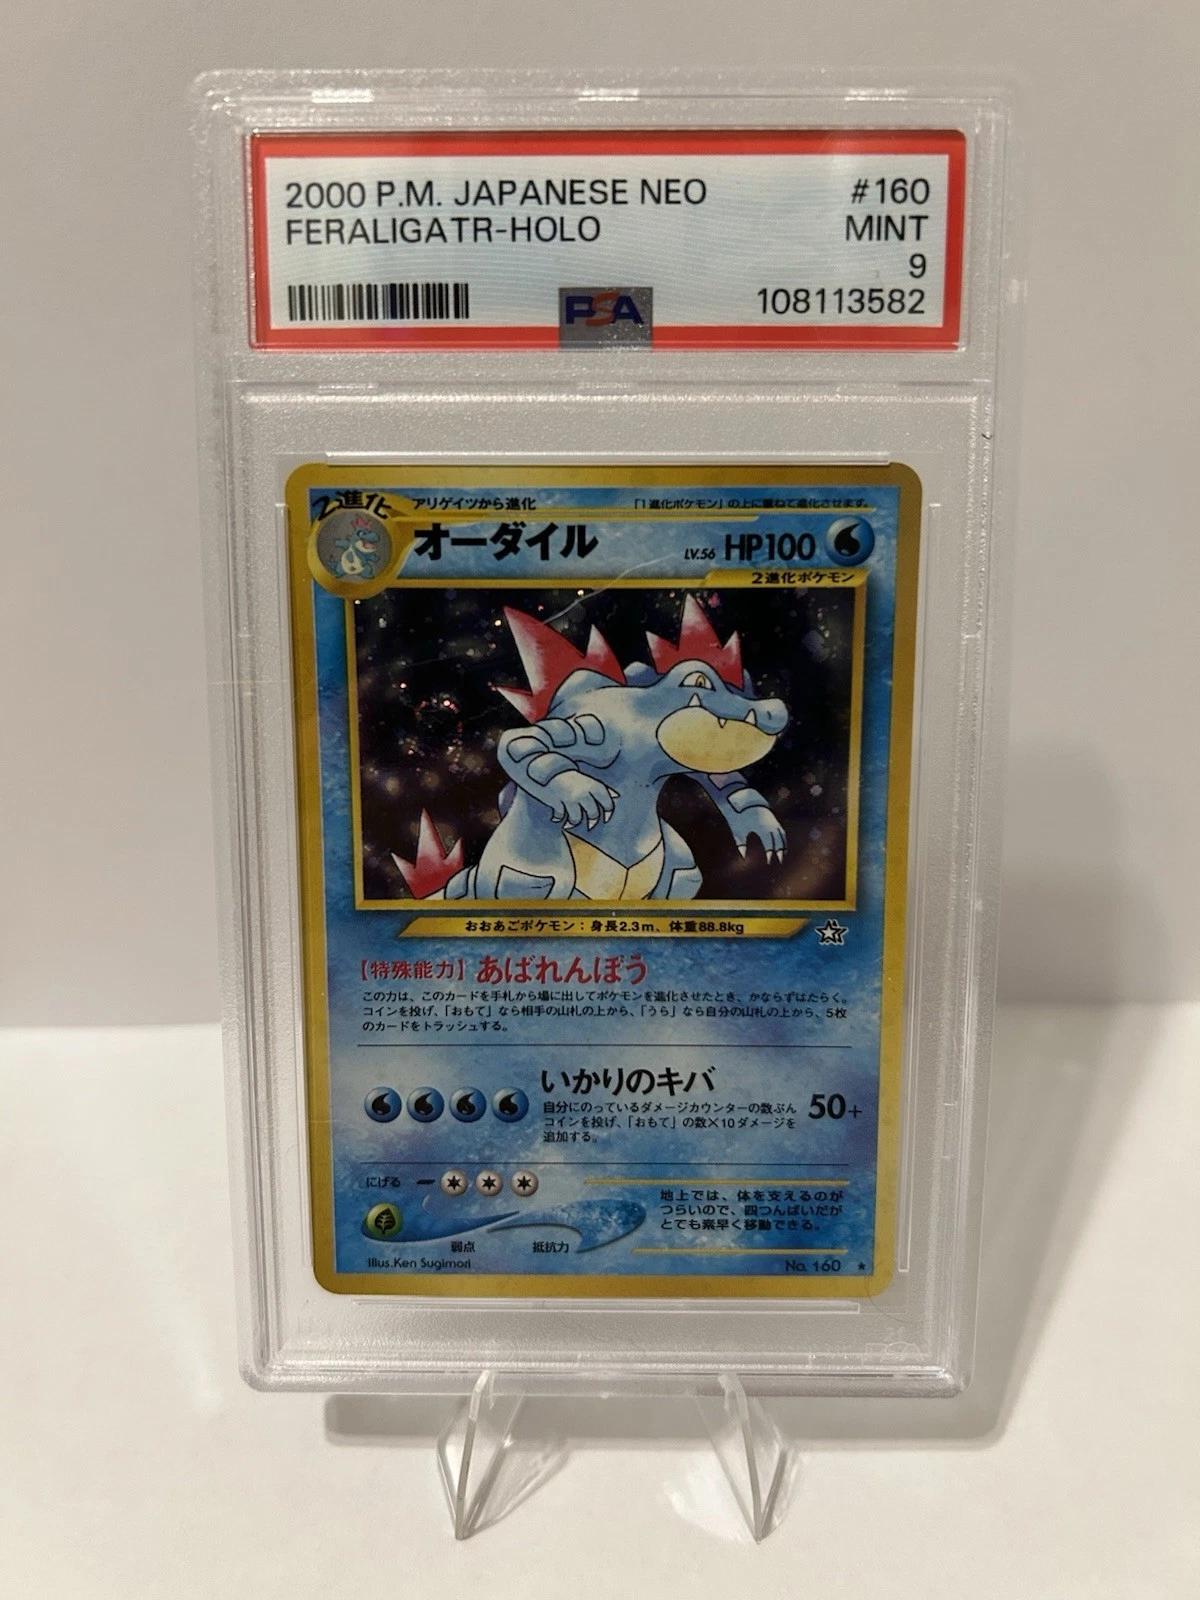 2000 P.M. JAPANESE NEO #160
FERALIGATR-HOLO MINT
9
PSA 108113582
2進化 アリゲイツから進化 「1進化ポケモン」の上に重ねて進化させます。
オーダイル LV.56 HP100
2進化ポケモン
おおあごポケモン：身長2.3m、体重88.8kg
【特殊能力】あばれんぼう
この力は、このカードを手札から場に出してポケモンを進化させたとき、かならずはたらく。
コインを投げ、「おもて」なら相手の山札の上から、「うら」なら自分の山札の上から、5枚
のカードをトラッシュする。
いかりのキバ
自分にのっているダメージカウンターの数ぶん
コインを投げ、「おもて」の数×10ダメージを
追加する。
50+
にげる
弱点 抵抗力
地上では、体を支えるのが
つらいので、四つんばいだが
とても素早く移動できる。
Illus.Ken Sugimori No. 160 ★